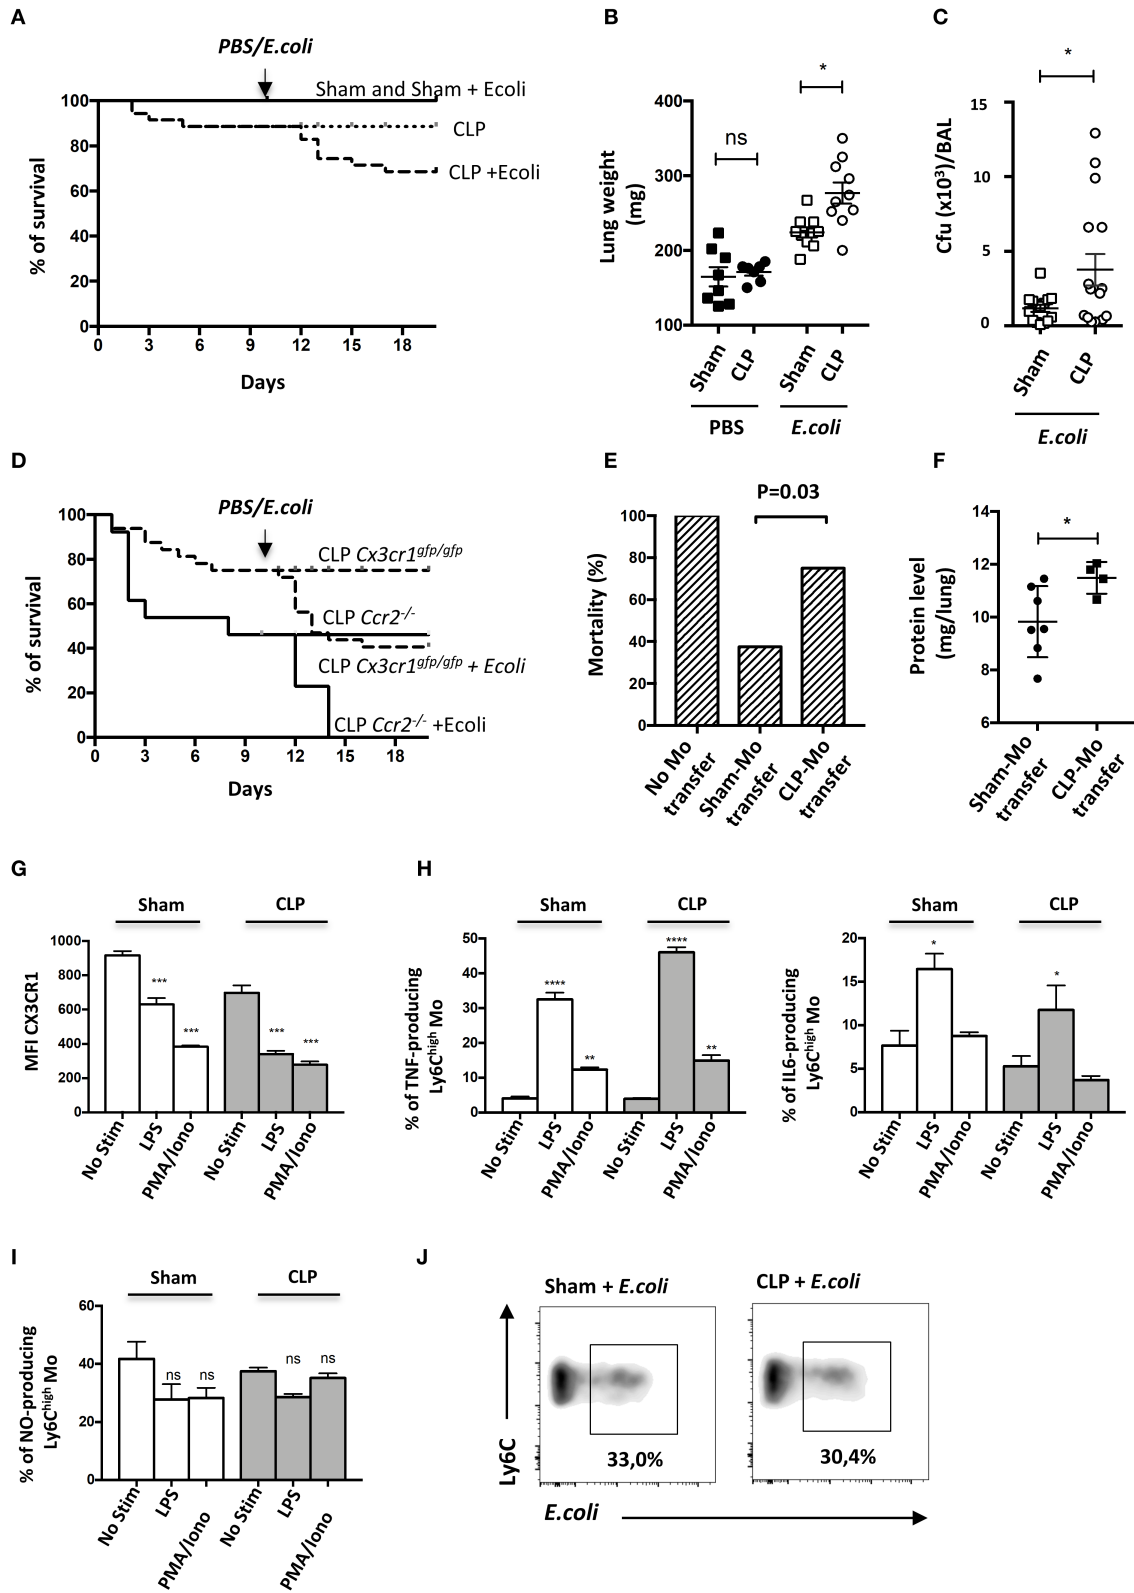 A
PBS/E.coli
Sham and Sham + Ecoli
CLP
CLP +Ecoli
100
80
60
40
20
0
% of survival
0 3 6 9 12 15 18
Days
B
*
ns
400
300
200
100
Lung weight
(mg)
Sham CLP Sham CLP
PBS E.coli
C
*
15
10
5
0
Cfu (x10³)/BAL
Sham CLP
E.coli
D
PBS/E.coli
CLP Cx3cr1gfp/gfp
CLP Ccr2-/-
CLP Cx3cr1gfp/gfp + Ecoli
CLP Ccr2-/- +Ecoli
100
80
60
40
20
0
% of survival
0 3 6 9 12 15 18
Days
E
P=0.03
100
80
60
40
20
0
Mortality (%)
No Mo
transfer
Sham-Mo
transfer
CLP-Mo
transfer
F
*
14
12
10
8
6
Protein level
(mg/lung)
Sham-Mo
transfer
CLP-Mo
transfer
G
Sham CLP
1000
800
600
400
200
0
MFI CX3CR1
*** *** *** ***
No Stim LPS PMA/Iono No Stim LPS PMA/Iono
H
Sham CLP
50
40
30
20
10
0
% of TNF-producing
Ly6Chigh Mo
**** ** **** **
No Stim LPS PMA/Iono No Stim LPS PMA/Iono
Sham CLP
20
15
10
5
0
% of IL6-producing
Ly6Chigh Mo
* *
No Stim LPS PMA/Iono No Stim LPS PMA/Iono
I
Sham CLP
60
40
20
0
% of NO-producing
Ly6Chigh Mo
ns ns ns ns
No Stim LPS PMA/Iono No Stim LPS PMA/Iono
J
Sham + E.coli CLP + E.coli
33,0% 30,4%
Ly6C
E.coli